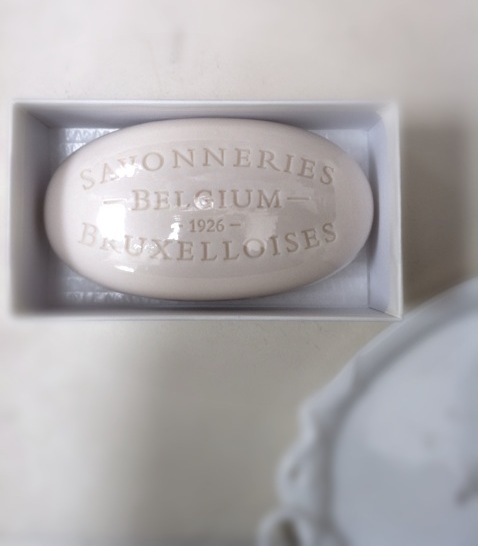 SAVONNERIES
–BELGIUM–
- 1926 –
BRUXELLOISES